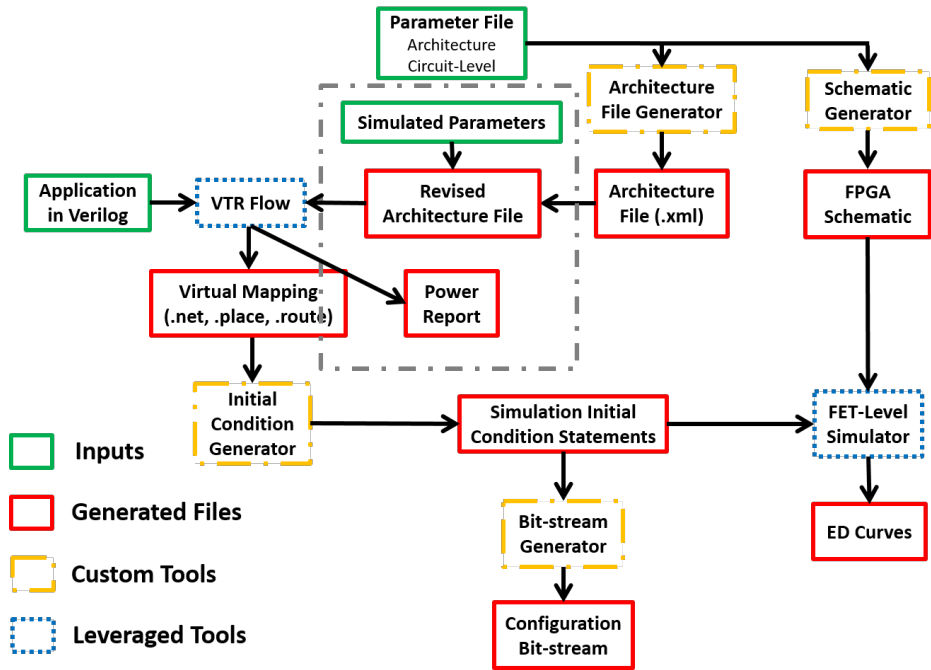 Parameter File
Architecture
Circuit-Level
Architecture
File Generator
Schematic
Generator
Simulated Parameters
Application
in Verilog
VTR Flow
Revised
Architecture File
Architecture
File (.xml)
FPGA
Schematic
Virtual Mapping
(.net, .place, .route)
Power
Report
Initial
Condition
Generator
Simulation Initial
Condition Statements
FET-Level
Simulator
Inputs
Generated Files
Custom Tools
Leveraged Tools
Bit-stream
Generator
ED Curves
Configuration
Bit-stream